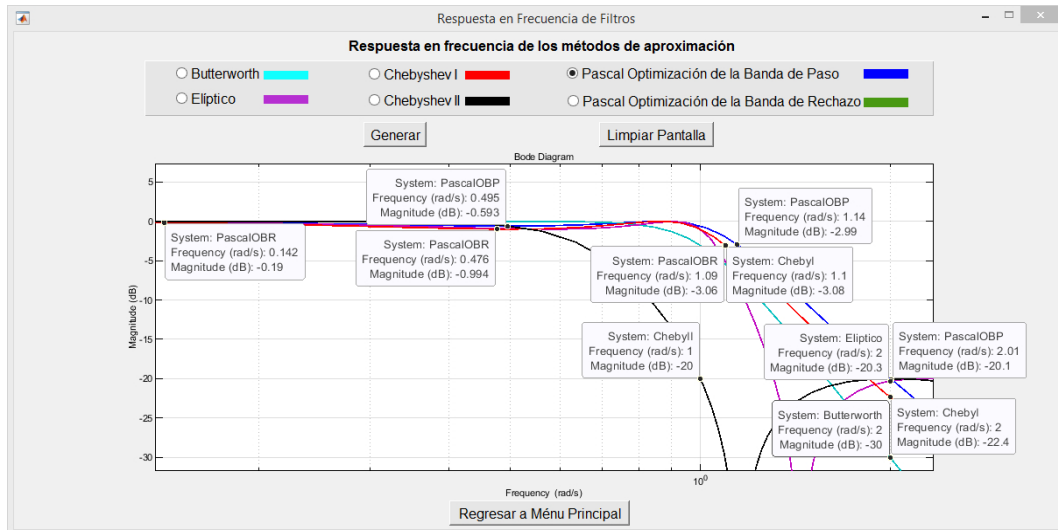 Respuesta en Frecuencia de Filtros
Respuesta en frecuencia de los métodos de aproximación
Butterworth
Chebyshev I
Pascal Optimización de la Banda de Paso
Elíptico
Chebyshev II
Pascal Optimización de la Banda de Rechazo
Generar
Limpiar Pantalla
Bode Diagram
Magnitude (dB)
5
0
-5
-10
-15
-20
-25
-30
System: PascalOBR
Frequency (rad/s): 0.142
Magnitude (dB): -0.19
System: PascalOBP
Frequency (rad/s): 0.495
Magnitude (dB): -0.593
System: PascalOBR
Frequency (rad/s): 0.476
Magnitude (dB): -0.994
System: PascalOBP
Frequency (rad/s): 1.14
Magnitude (dB): -2.99
System: PascalOBR
Frequency (rad/s): 1.09
Magnitude (dB): -3.06
System: ChebyI
Frequency (rad/s): 1.1
Magnitude (dB): -3.08
System: ChebyII
Frequency (rad/s): 1
Magnitude (dB): -20
System: Eliptico
Frequency (rad/s): 2
Magnitude (dB): -20.3
System: PascalOBP
Frequency (rad/s): 2.01
Magnitude (dB): -20.1
System: Butterworth
Frequency (rad/s): 2
Magnitude (dB): -30
System: ChebyI
Frequency (rad/s): 2
Magnitude (dB): -22.4
10⁰
Frequency (rad/s)
Regresar a Ménu Principal